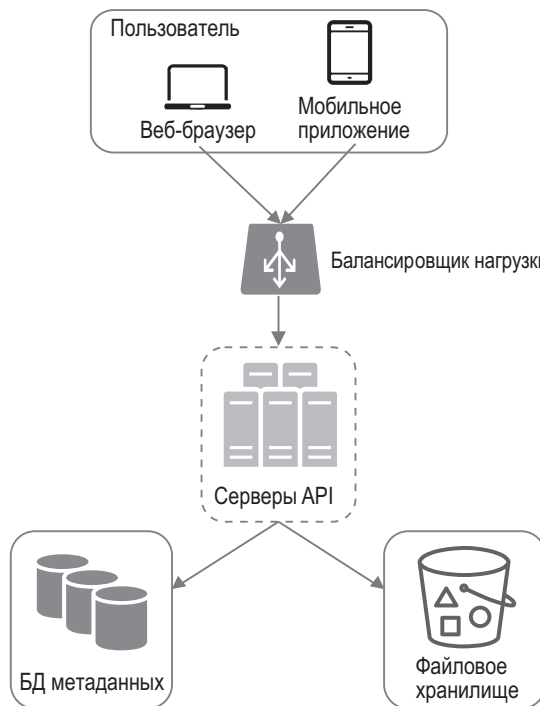 Пользователь
Веб-браузер
Мобильное
приложение
Балансировщик нагрузки
Серверы API
БД метаданных
Файловое
хранилище